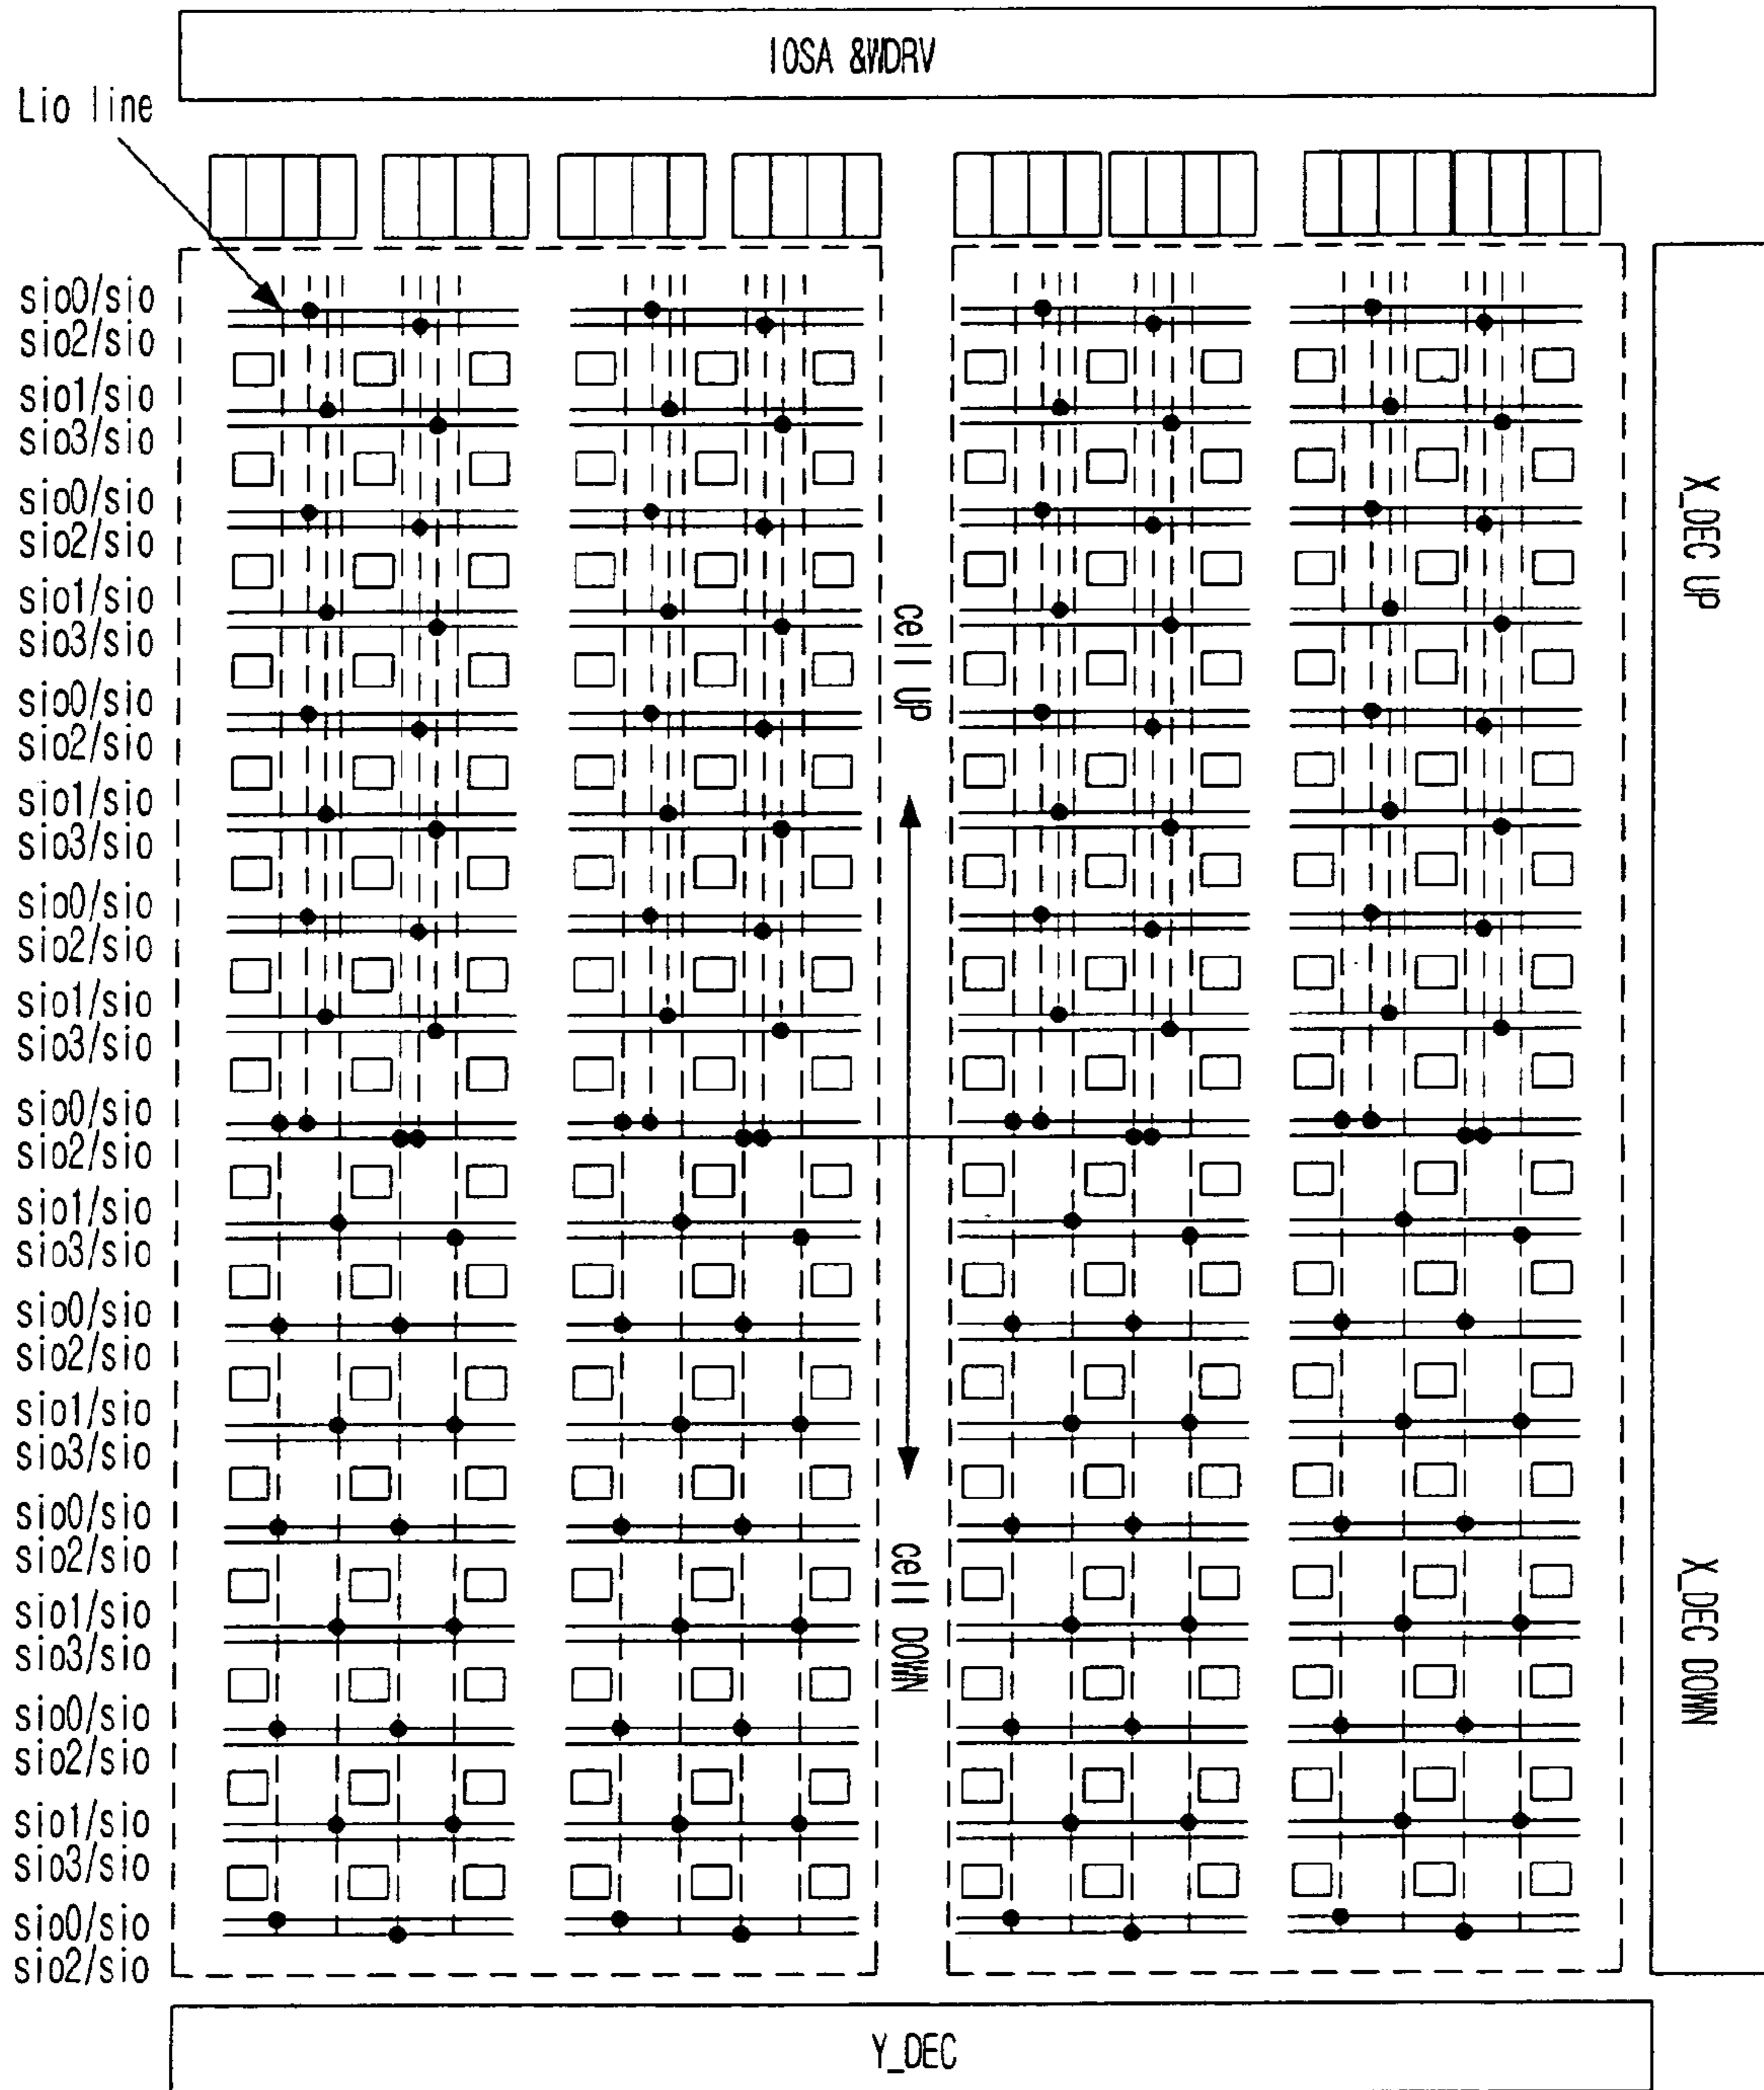 IOSA &WDRV
Lio line
sio0/sio
sio2/sio
sio1/sio
sio3/sio
sio0/sio
sio2/sio
sio1/sio
sio3/sio
sio0/sio
sio2/sio
sio1/sio
sio3/sio
sio0/sio
sio2/sio
sio1/sio
sio3/sio
sio0/sio
sio2/sio
sio1/sio
sio3/sio
sio0/sio
sio2/sio
sio1/sio
sio3/sio
sio0/sio
sio2/sio
sio1/sio
sio3/sio
sio0/sio
sio2/sio
sio1/sio
sio3/sio
sio0/sio
sio2/sio
cell UP
cell DOWN
X_DEC UP
X_DEC DOWN
Y_DEC